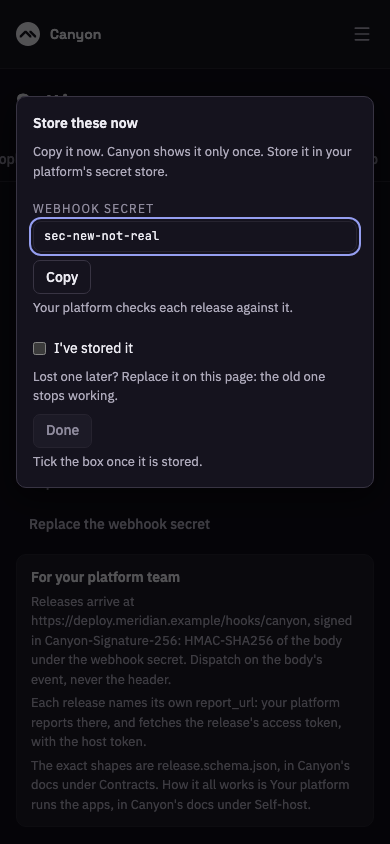 Canyon
Store these now
Copy it now. Canyon shows it only once. Store it in your
platform's secret store.
WEBHOOK SECRET
sec-new-not-real
Copy
Your platform checks each release against it.
I've stored it
Lost one later? Replace it on this page: the old one
stops working.
Done
Tick the box once it is stored.
Replace the webhook secret
For your platform team
Releases arrive at
https://deploy.meridian.example/hooks/canyon, signed
in Canyon-Signature-256: HMAC-SHA256 of the body
under the webhook secret. Dispatch on the body's
event, never the header.
Each release names its own report_url: your platform
reports there, and fetches the release's access token,
with the host token.
The exact shapes are release.schema.json, in Canyon's
docs under Contracts. How it all works is Your platform
runs the apps, in Canyon's docs under Self-host.